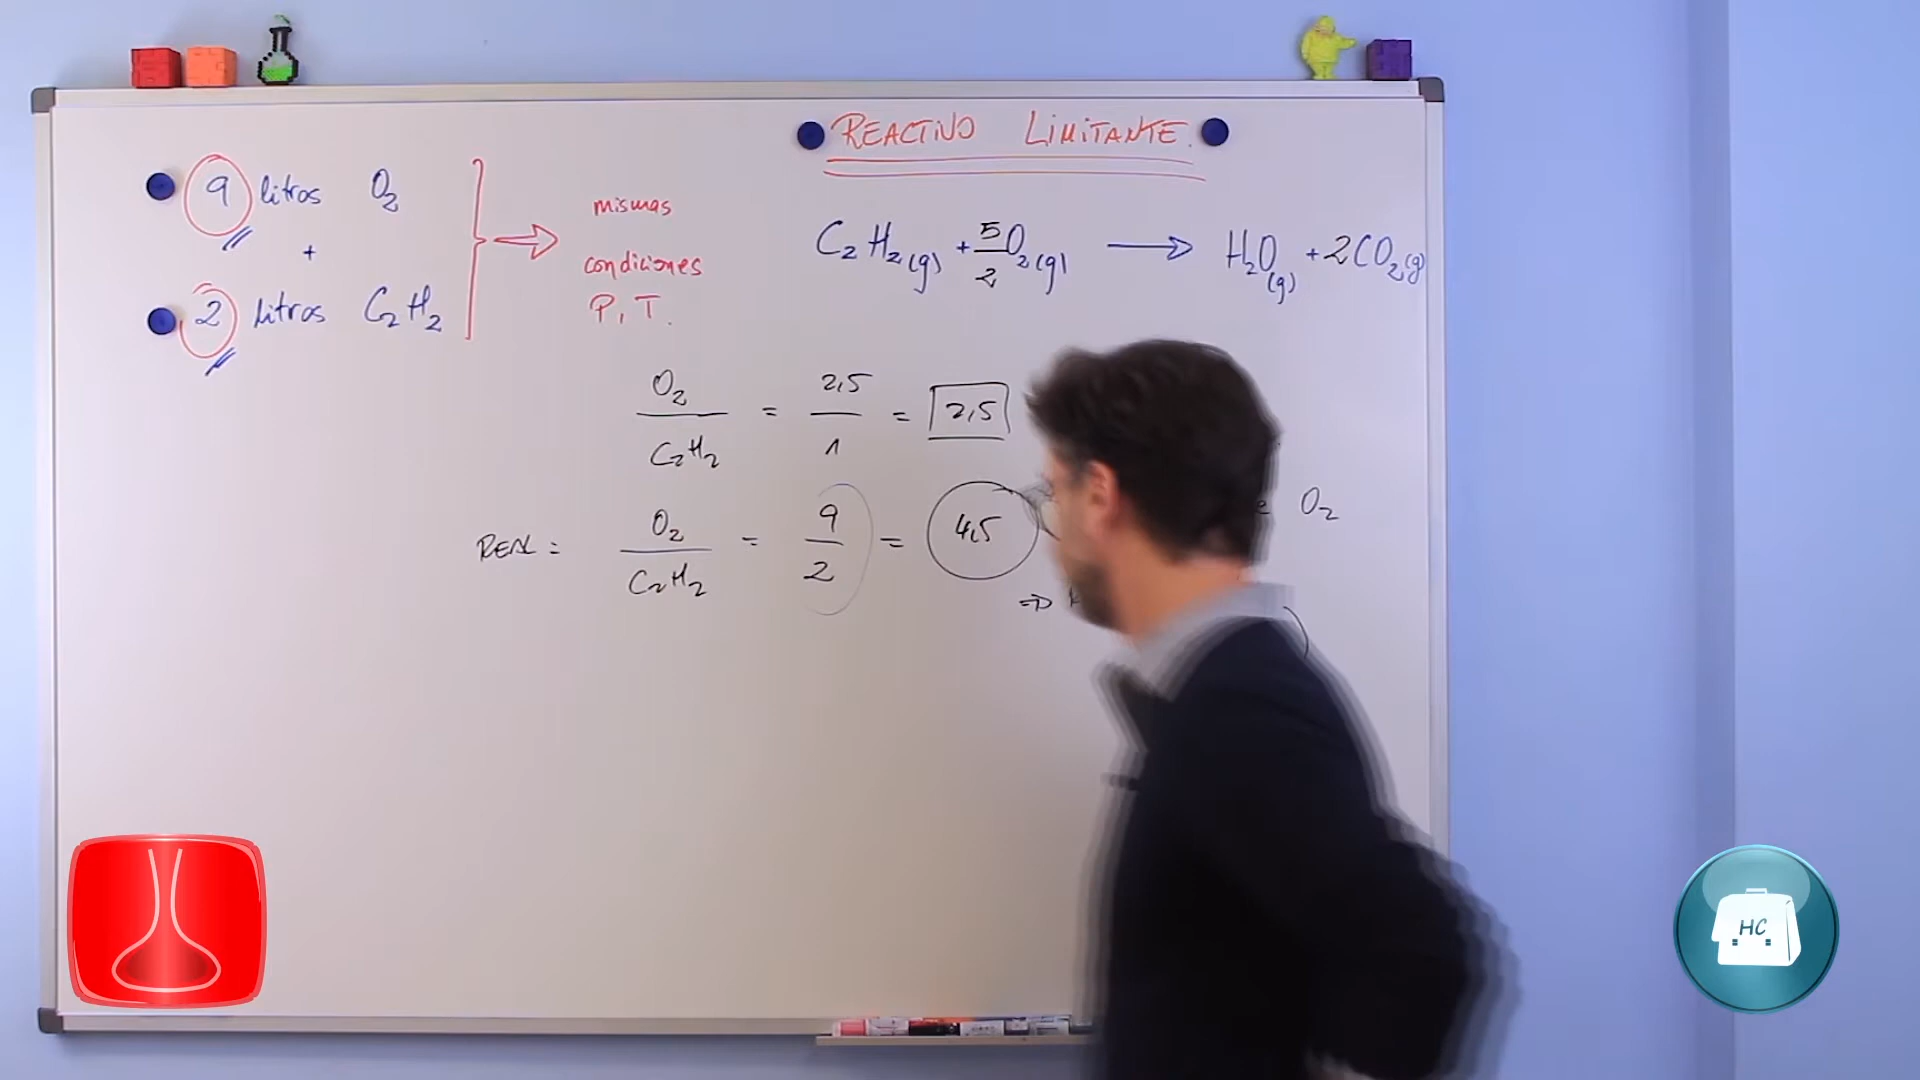 REACTIVO LIMITANTE.
9 litros O₂
+
2 litros C₂H₂
mismas
condiciones
P, T.
C₂H₂(g) + 5/2 O₂(g) → H₂O(g) + 2CO₂(g)
O₂/C₂H₂ = 2,5/1 = 2,5
REAL = O₂/C₂H₂ = 9/2 = 4,5
O₂
⇒
HC